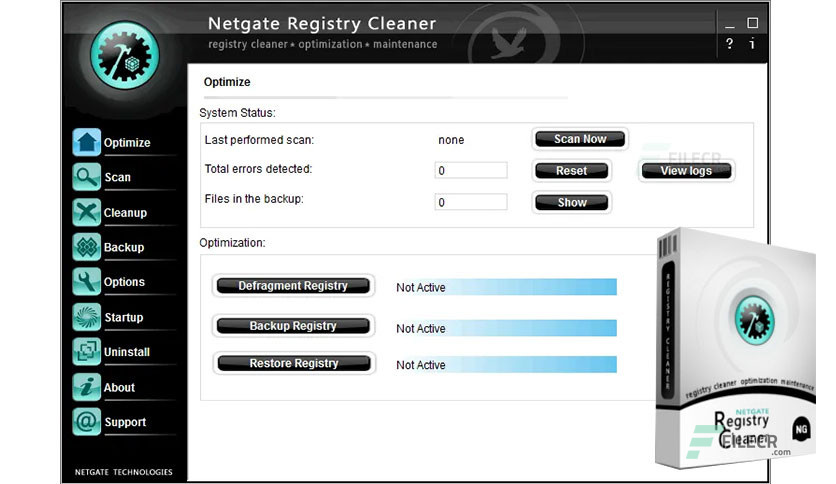 Netgate Registry Cleaner
registry cleaner ★ optimization ★ maintenance
? i
Optimize
System Status:
Last performed scan: none Scan Now
Total errors detected: 0 Reset View logs
Files in the backup: 0 Show
Optimization:
Defragment Registry Not Active
Backup Registry Not Active
Restore Registry Not Active
Optimize
Scan
Cleanup
Backup
Options
Startup
Uninstall
About
Support
NETGATE TECHNOLOGIES
FILECR
REGISTRY CLEANER
registry cleaner optimization maintenance
NETGATE
Registry
Cleaner
NG
FILECR
.com